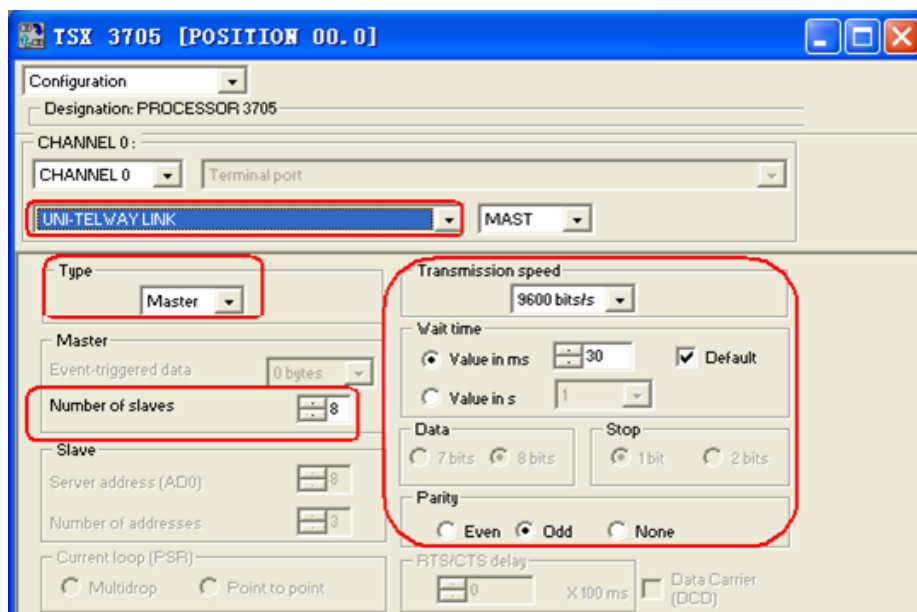 TSX 3705 [POSITION 00.0]
Configuration
Designation: PROCESSOR 3705
CHANNEL 0 :
CHANNEL 0 Terminal port
UNI-TELWAY LINK MAST
Type
Master
Master
Event-triggered data 0 bytes
Number of slaves 8
Slave
Server address (AD0) 8
Number of addresses 3
Current loop (PSR)
Multidrop Point to point
Transmission speed
9600 bits/s
Wait time
Value in ms 30 Default
Value in s 1
Data
7 bits 8 bits
Stop
1 bit 2 bits
Parity
Even Odd None
RTS/CTS delay
0 X 100 ms
Data Carrier
(DCD)